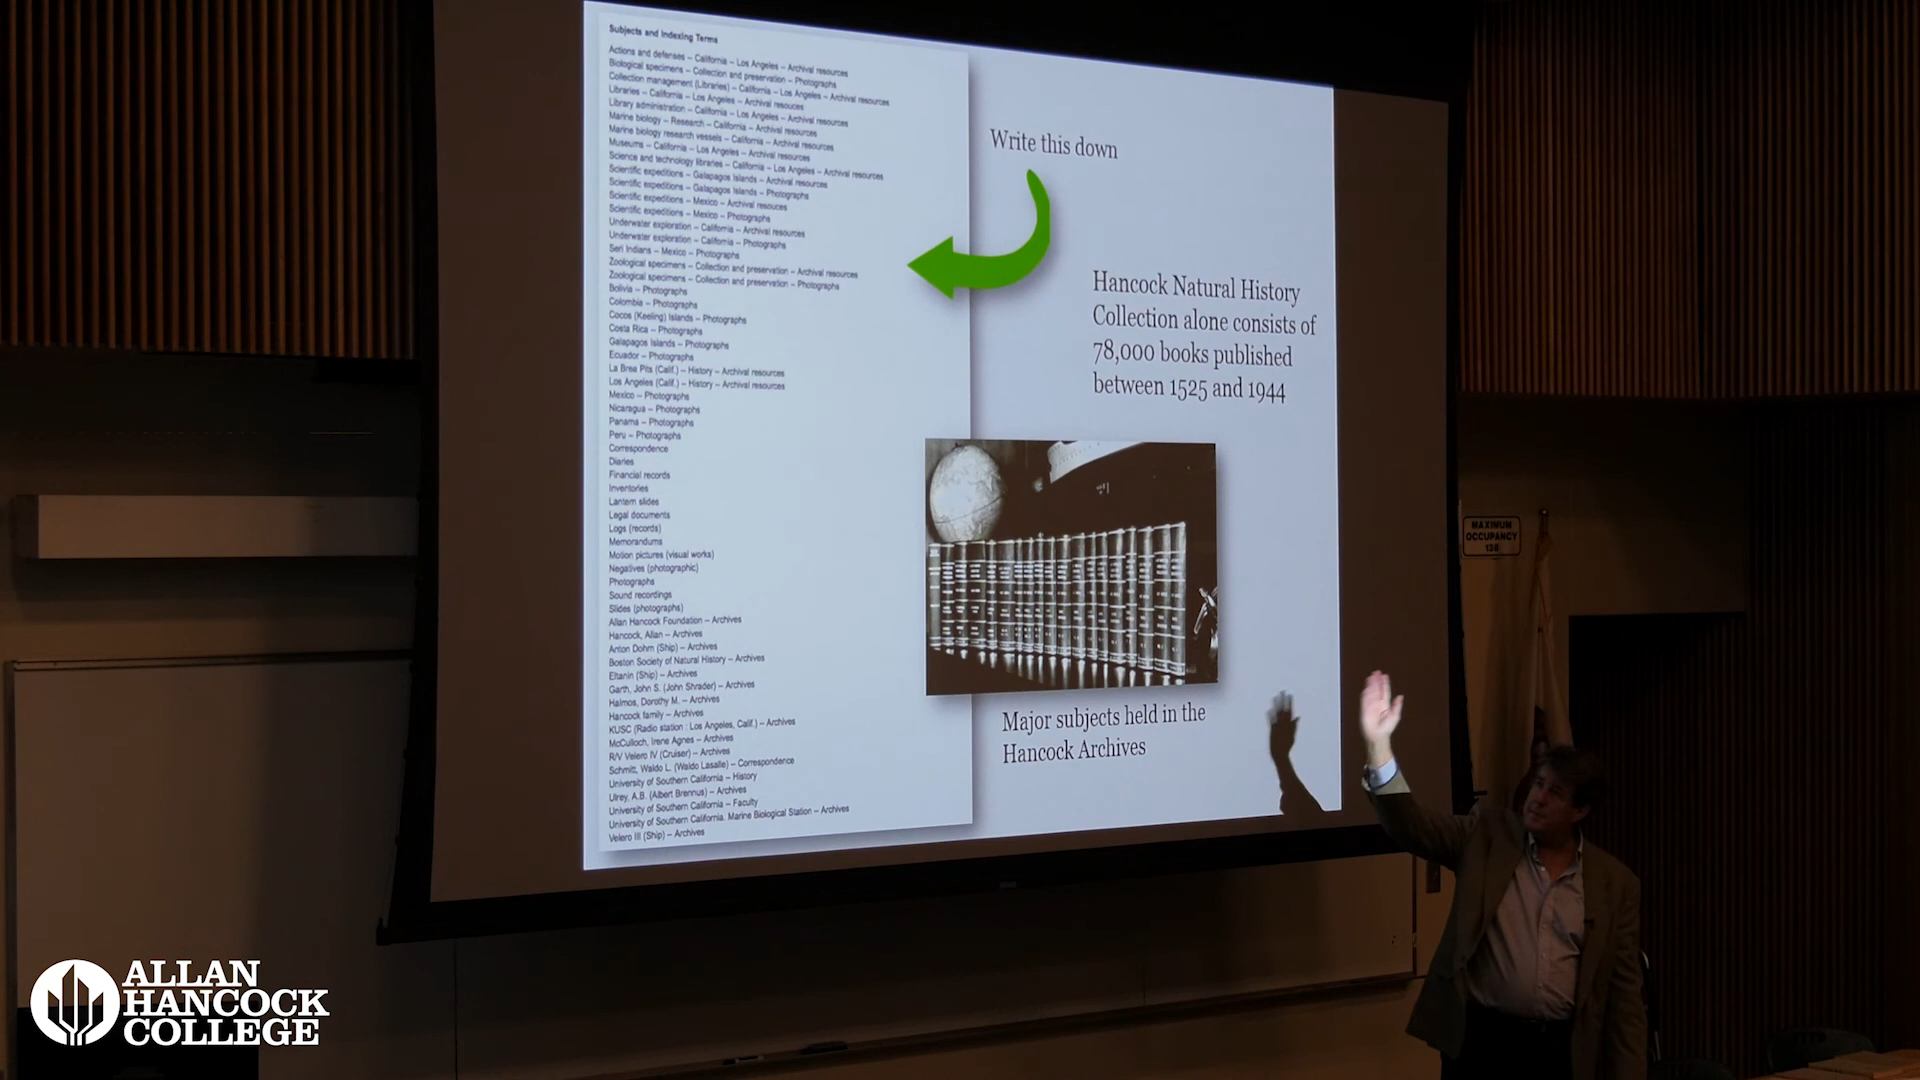 Subjects and Indexing Terms
Actions and defenses – California – Los Angeles – Archival resources
Biological specimens – Collection and preservation – Photographs
Collection management (Libraries) – California – Los Angeles – Archival resources
Libraries – California – Los Angeles – Archival resouces
Library administration – California – Los Angeles – Archival resources
Marine biology – Research – California – Archival resources
Marine biology research vessels – California – Archival resources
Museums – California – Los Angeles – Archival resources
Science and technology libraries – California – Los Angeles – Archival resources
Scientific expeditions – Galapagos Islands – Archival resources
Scientific expeditions – Galapagos Islands – Photographs
Scientific expeditions – Mexico – Archival resouces
Scientific expeditions – Mexico – Photographs
Underwater exploration – California – Archival resources
Underwater exploration – California – Photographs
Seri Indians – Mexico – Photographs
Zoological specimens – Collection and preservation – Archival resources
Zoological specimens – Collection and preservation – Photographs
Bolivia – Photographs
Colombia – Photographs
Cocos (Keeling) Islands – Photographs
Costa Rica – Photographs
Galapagos Islands – Photographs
Ecuador – Photographs
La Brea Pits (Calif.) – History – Archival resources
Los Angeles (Calif.) – History – Archival resources
Mexico – Photographs
Nicaragua – Photographs
Panama – Photographs
Peru – Photographs
Correspondence
Diaries
Financial records
Inventories
Lantern slides
Legal documents
Logs (records)
Memorandums
Motion pictures (visual works)
Negatives (photographic)
Photographs
Sound recordings
Slides (photographs)
Allan Hancock Foundation – Archives
Hancock, Allan – Archives
Anton Dohrn (Ship) – Archives
Boston Society of Natural History – Archives
Eltanin (Ship) – Archives
Garth, John S. (John Shrader) – Archives
Halmos, Dorothy M. – Archives
Hancock family – Archives
KUSC (Radio station : Los Angeles, Calif.) – Archives
McCulloch, Irene Agnes – Archives
R/V Velero IV (Cruiser) – Archives
Schmitt, Waldo L. (Waldo Lasalle) – Correspondence
University of Southern California – History
Ulrey, A.B. (Albert Brennus) – Archives
University of Southern California – Faculty
University of Southern California. Marine Biological Station – Archives
Velero III (Ship) – Archives
Write this down
Hancock Natural History
Collection alone consists of
78,000 books published
between 1525 and 1944
Major subjects held in the
Hancock Archives
MAXIMUM
OCCUPANCY
136
ALLAN
HANCOCK
COLLEGE